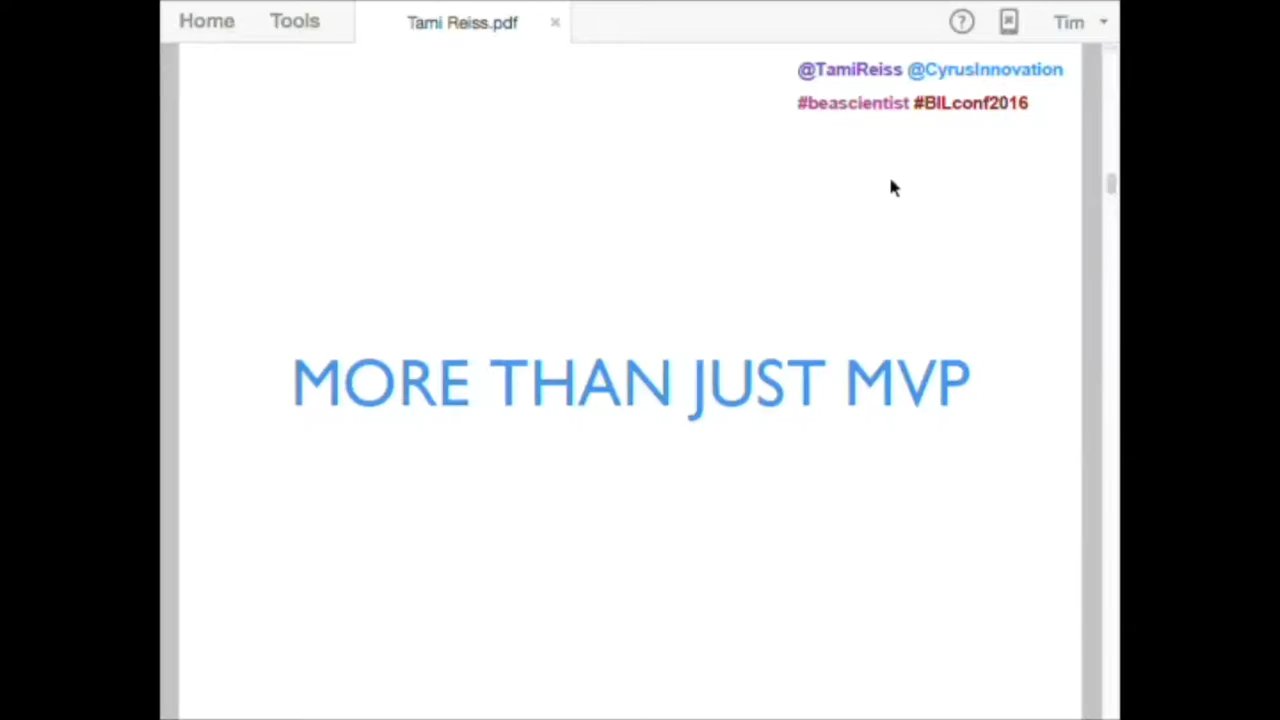 Home Tools Tami Reiss.pdf × ? Tim
@TamiReiss @CyrusInnovation
#beascientist #BILconf2016
MORE THAN JUST MVP